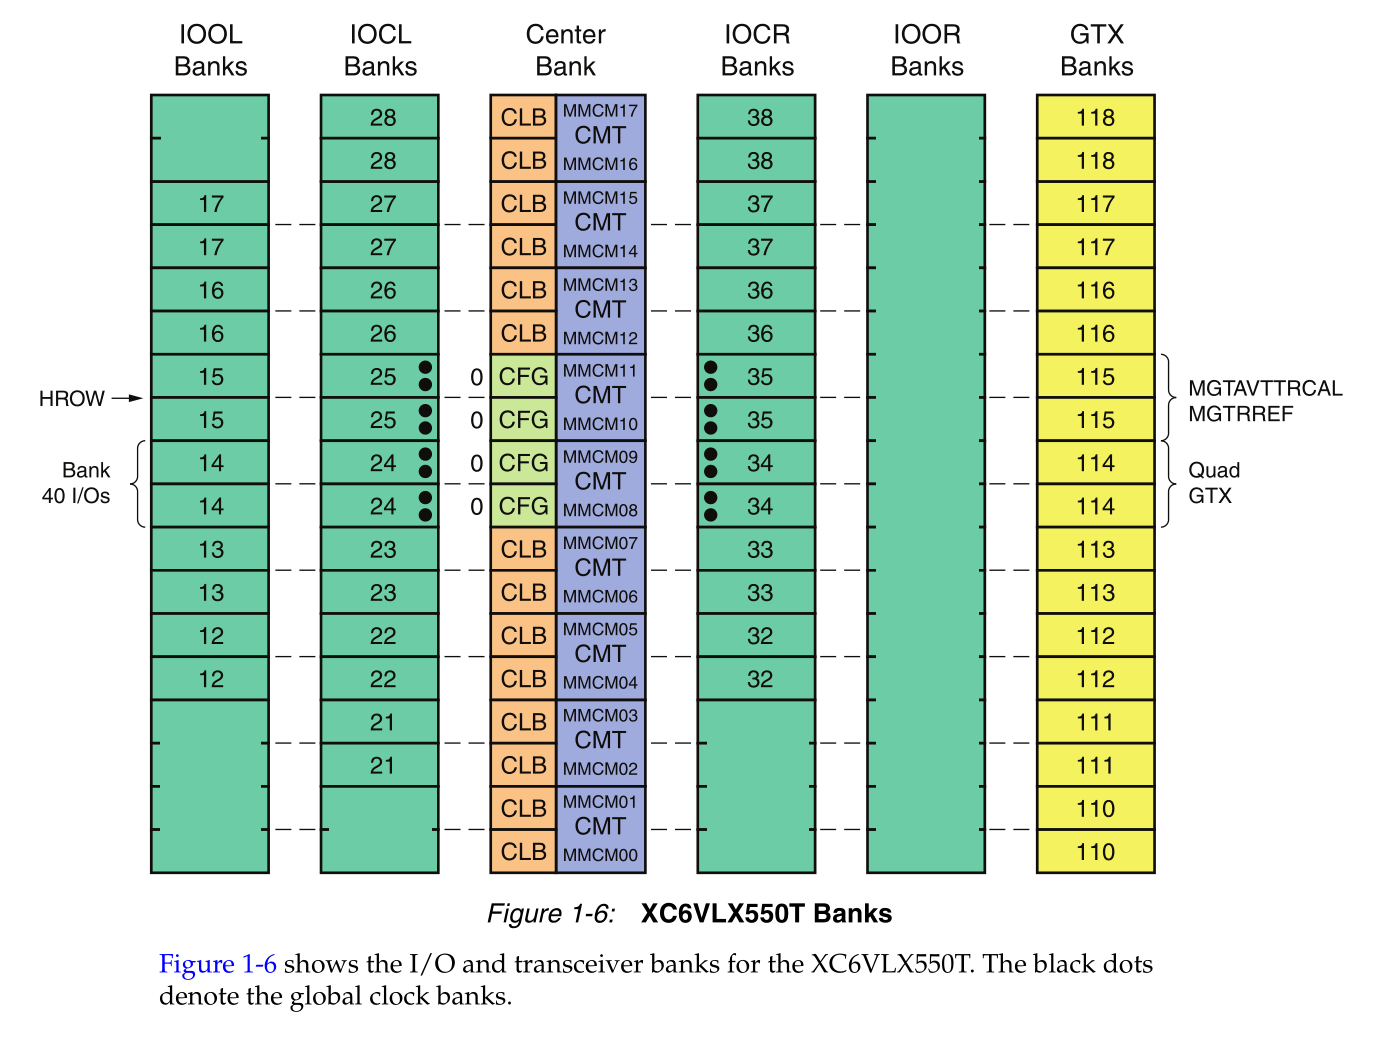 IOOL Banks
IOCL Banks
Center Bank
IOCR Banks
IOOR Banks
GTX Banks
28 CLB MMCM17 38 118
CMT
28 CLB MMCM16 38 118
17 27 CLB MMCM15 37 117
CMT
17 27 CLB MMCM14 37 117
16 26 CLB MMCM13 36 116
CMT
16 26 CLB MMCM12 36 116
15 25 0 CFG MMCM11 35 115
HROW CMT MGTAVTTRCAL
MGTRREF
15 25 0 CFG MMCM10 35 115
14 24 0 CFG MMCM09 34 114
Bank CMT Quad
40 I/Os GTX
14 24 0 CFG MMCM08 34 114
13 23 CLB MMCM07 33 113
CMT
13 23 CLB MMCM06 33 113
12 22 CLB MMCM05 32 112
CMT
12 22 CLB MMCM04 32 112
21 CLB MMCM03 111
CMT
21 CLB MMCM02 111
CLB MMCM01 110
CMT
CLB MMCM00 110
Figure 1-6: XC6VLX550T Banks
Figure 1-6 shows the I/O and transceiver banks for the XC6VLX550T. The black dots
denote the global clock banks.